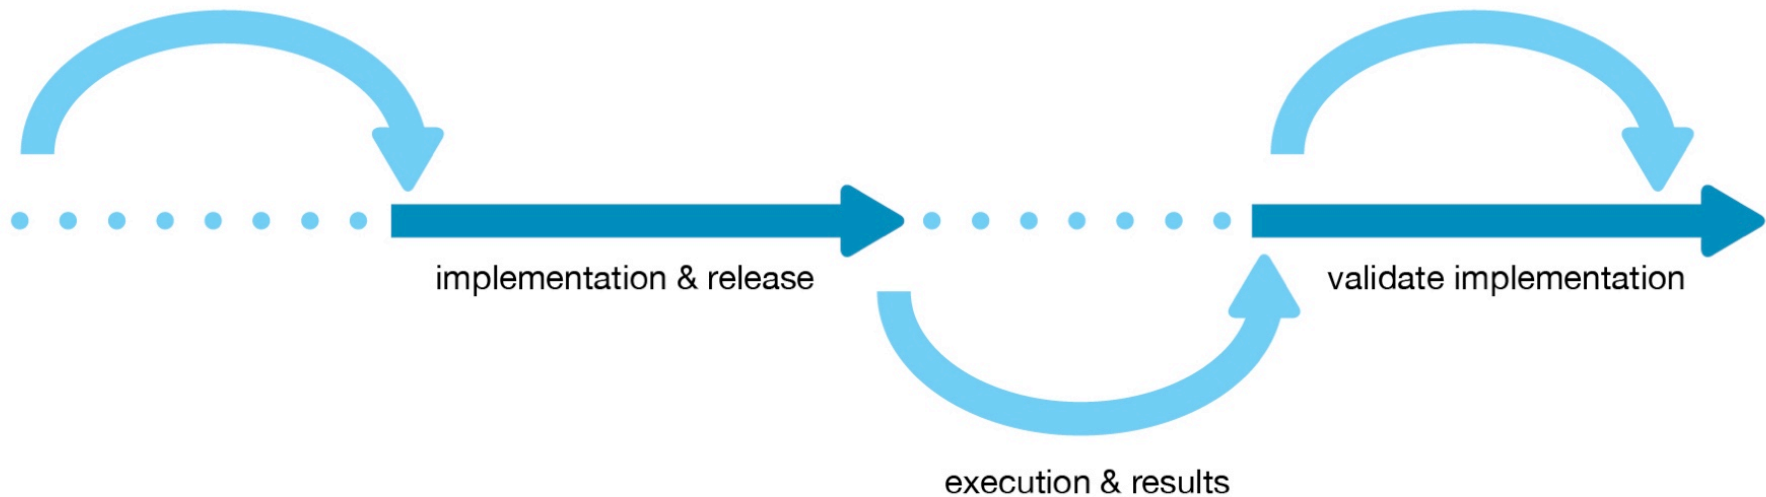 implementation & release
validate implementation
execution & results